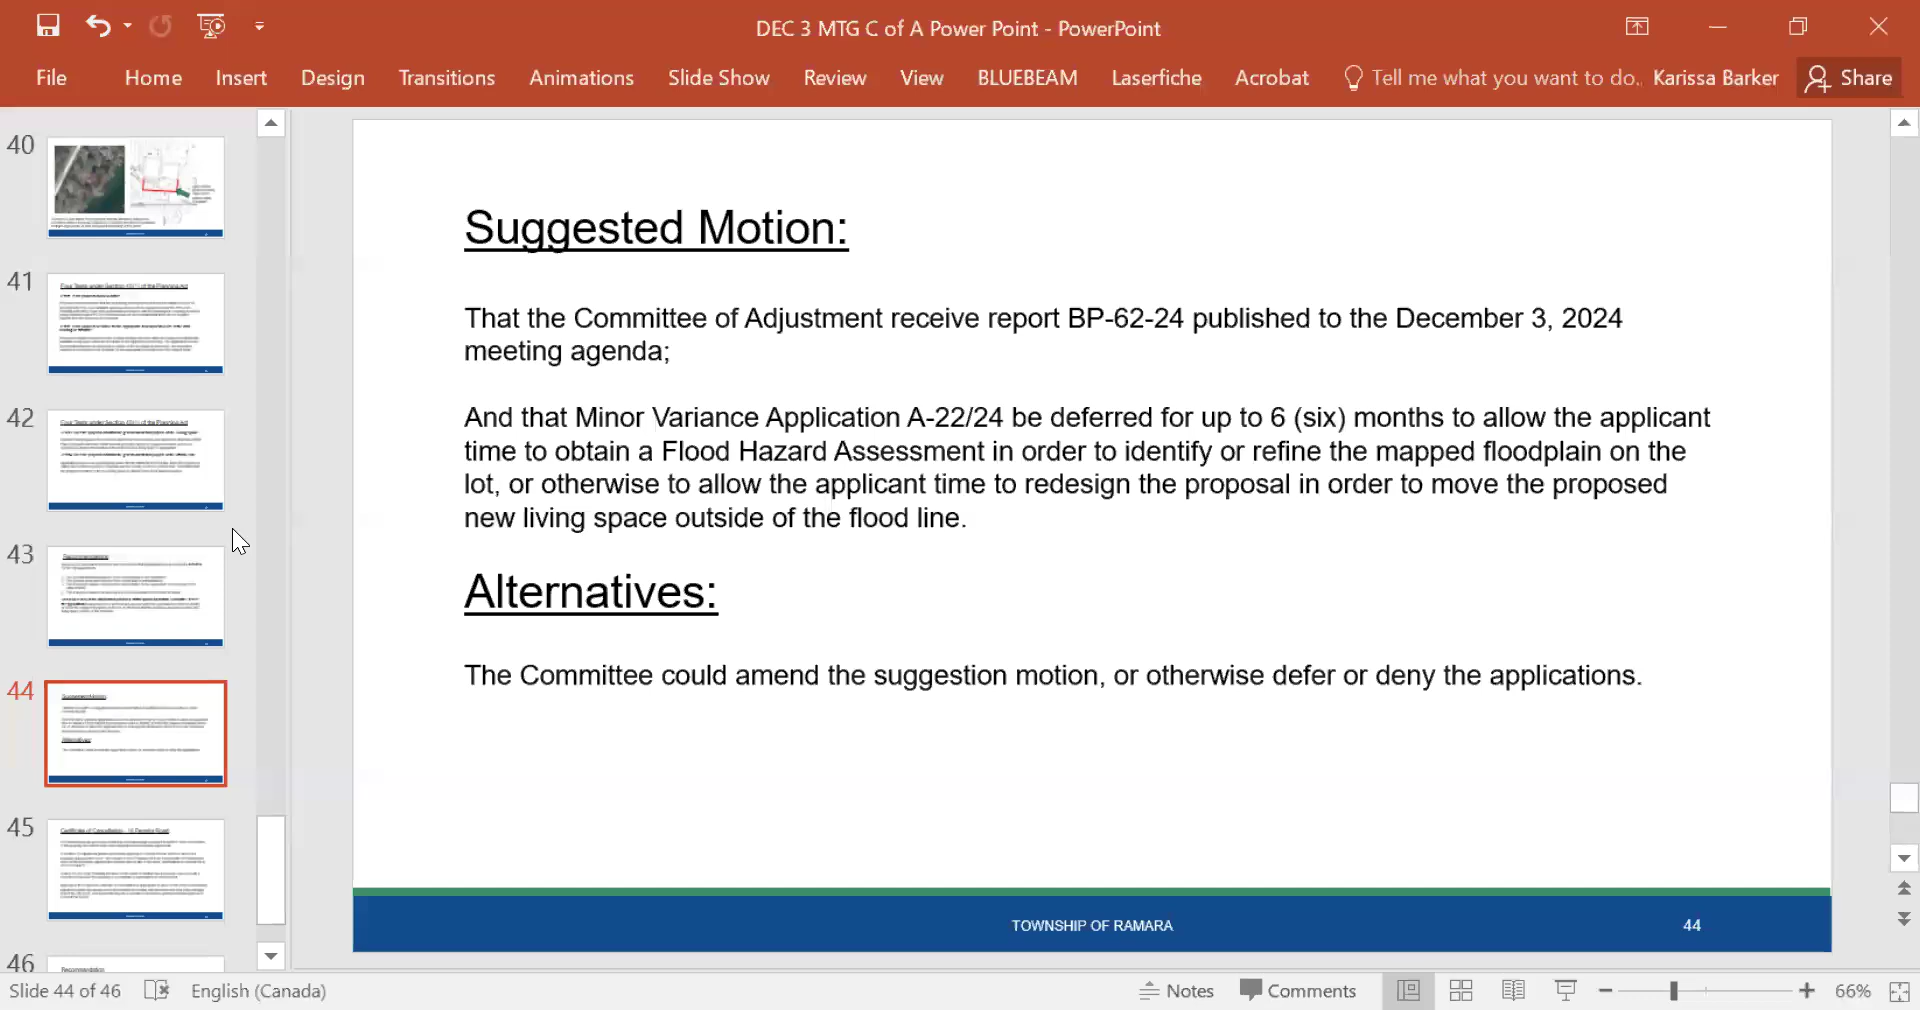 DEC 3 MTG C of A Power Point - PowerPoint
File Home Insert Design Transitions Animations Slide Show Review View BLUEBEAM Laserfiche Acrobat Tell me what you want to do.. Karissa Barker Share
40
41
42
43
44
45
46
Suggested Motion:
That the Committee of Adjustment receive report BP-62-24 published to the December 3, 2024
meeting agenda;
And that Minor Variance Application A-22/24 be deferred for up to 6 (six) months to allow the applicant
time to obtain a Flood Hazard Assessment in order to identify or refine the mapped floodplain on the
lot, or otherwise to allow the applicant time to redesign the proposal in order to move the proposed
new living space outside of the flood line.
Alternatives:
The Committee could amend the suggestion motion, or otherwise defer or deny the applications.
TOWNSHIP OF RAMARA 44
Slide 44 of 46 English (Canada) Notes Comments 66%